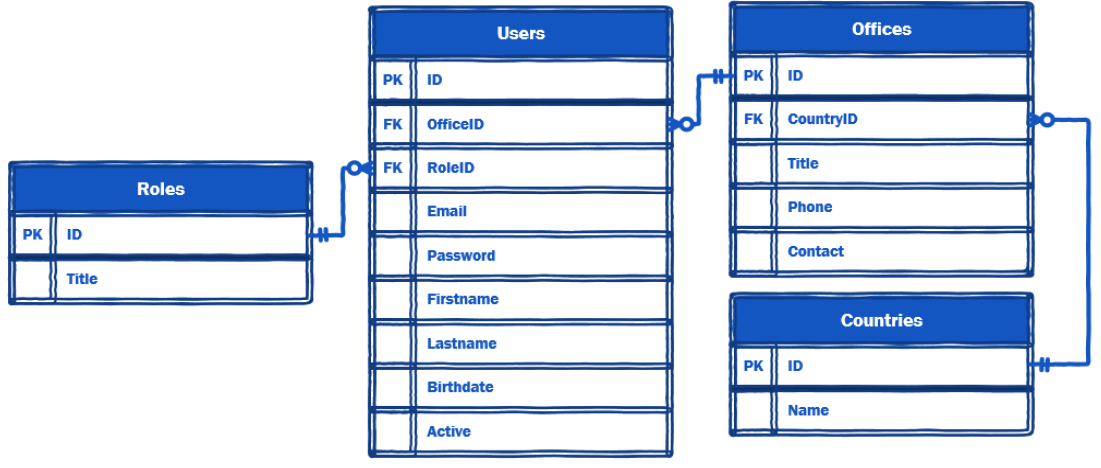 Roles
PK ID
Title
Users
PK ID
FK OfficeID
FK RoleID
Email
Password
Firstname
Lastname
Birthdate
Active
Offices
PK ID
FK CountryID
Title
Phone
Contact
Countries
PK ID
Name